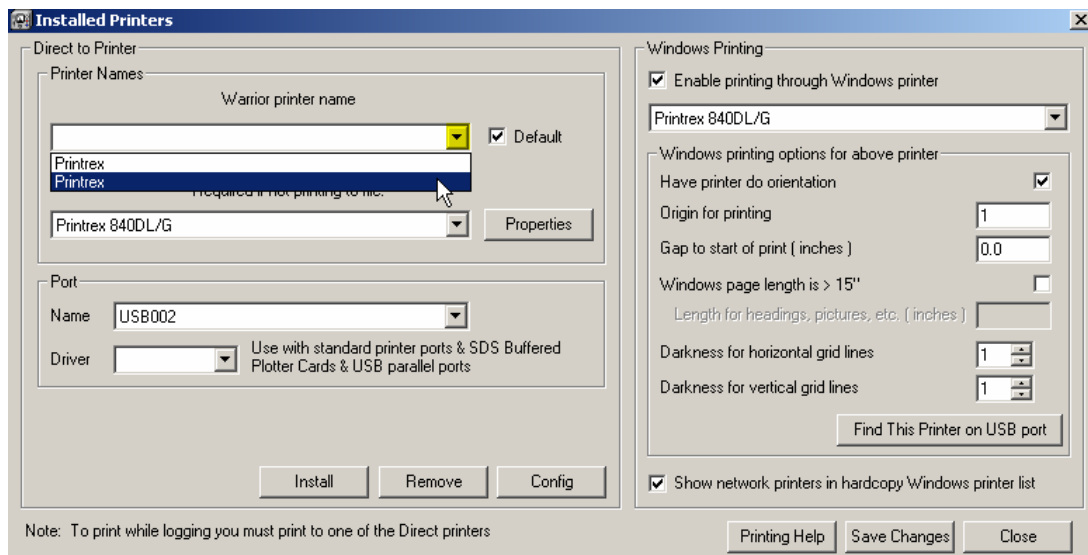 Installed Printers
Direct to Printer
Printer Names
Warrior printer name
Default
Printrex
Printrex
Required if not printing to file.
Printrex 840DL/G
Properties
Port
Name
USB002
Driver
Use with standard printer ports & SDS Buffered
Plotter Cards & USB parallel ports
Install
Remove
Config
Note: To print while logging you must print to one of the Direct printers
Windows Printing
Enable printing through Windows printer
Printrex 840DL/G
Windows printing options for above printer
Have printer do orientation
Origin for printing
1
Gap to start of print ( inches )
0.0
Windows page length is > 15"
Length for headings, pictures, etc. ( inches )
Darkness for horizontal grid lines
1
Darkness for vertical grid lines
1
Find This Printer on USB port
Show network printers in hardcopy Windows printer list
Printing Help
Save Changes
Close